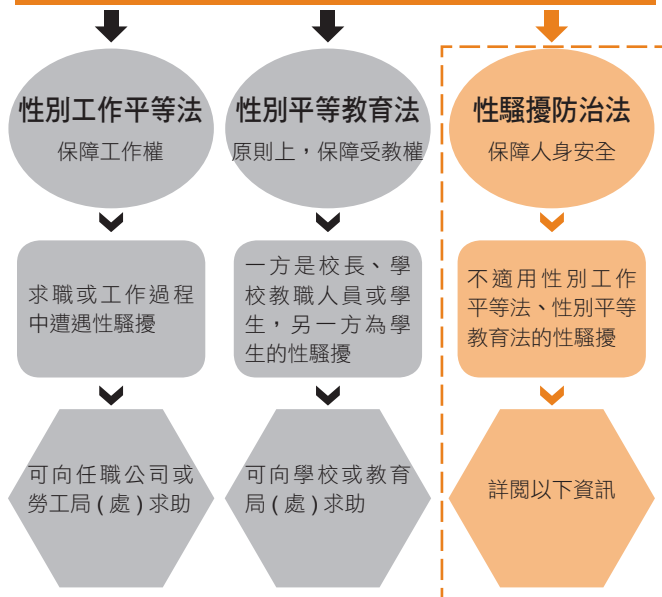 性別工作平等法
保障工作權
求職或工作過程
中遭遇性騷擾
可向任職公司或
勞工局(處)求助
性別平等教育法
原則上，保障受教權
一方是校長、學
校教職人員或學
生，另一方為學
生的性騷擾
可向學校或教育
局(處)求助
性騷擾防治法
保障人身安全
不適用性別工作
平等法、性別平等
教育法的性騷擾
詳閱以下資訊